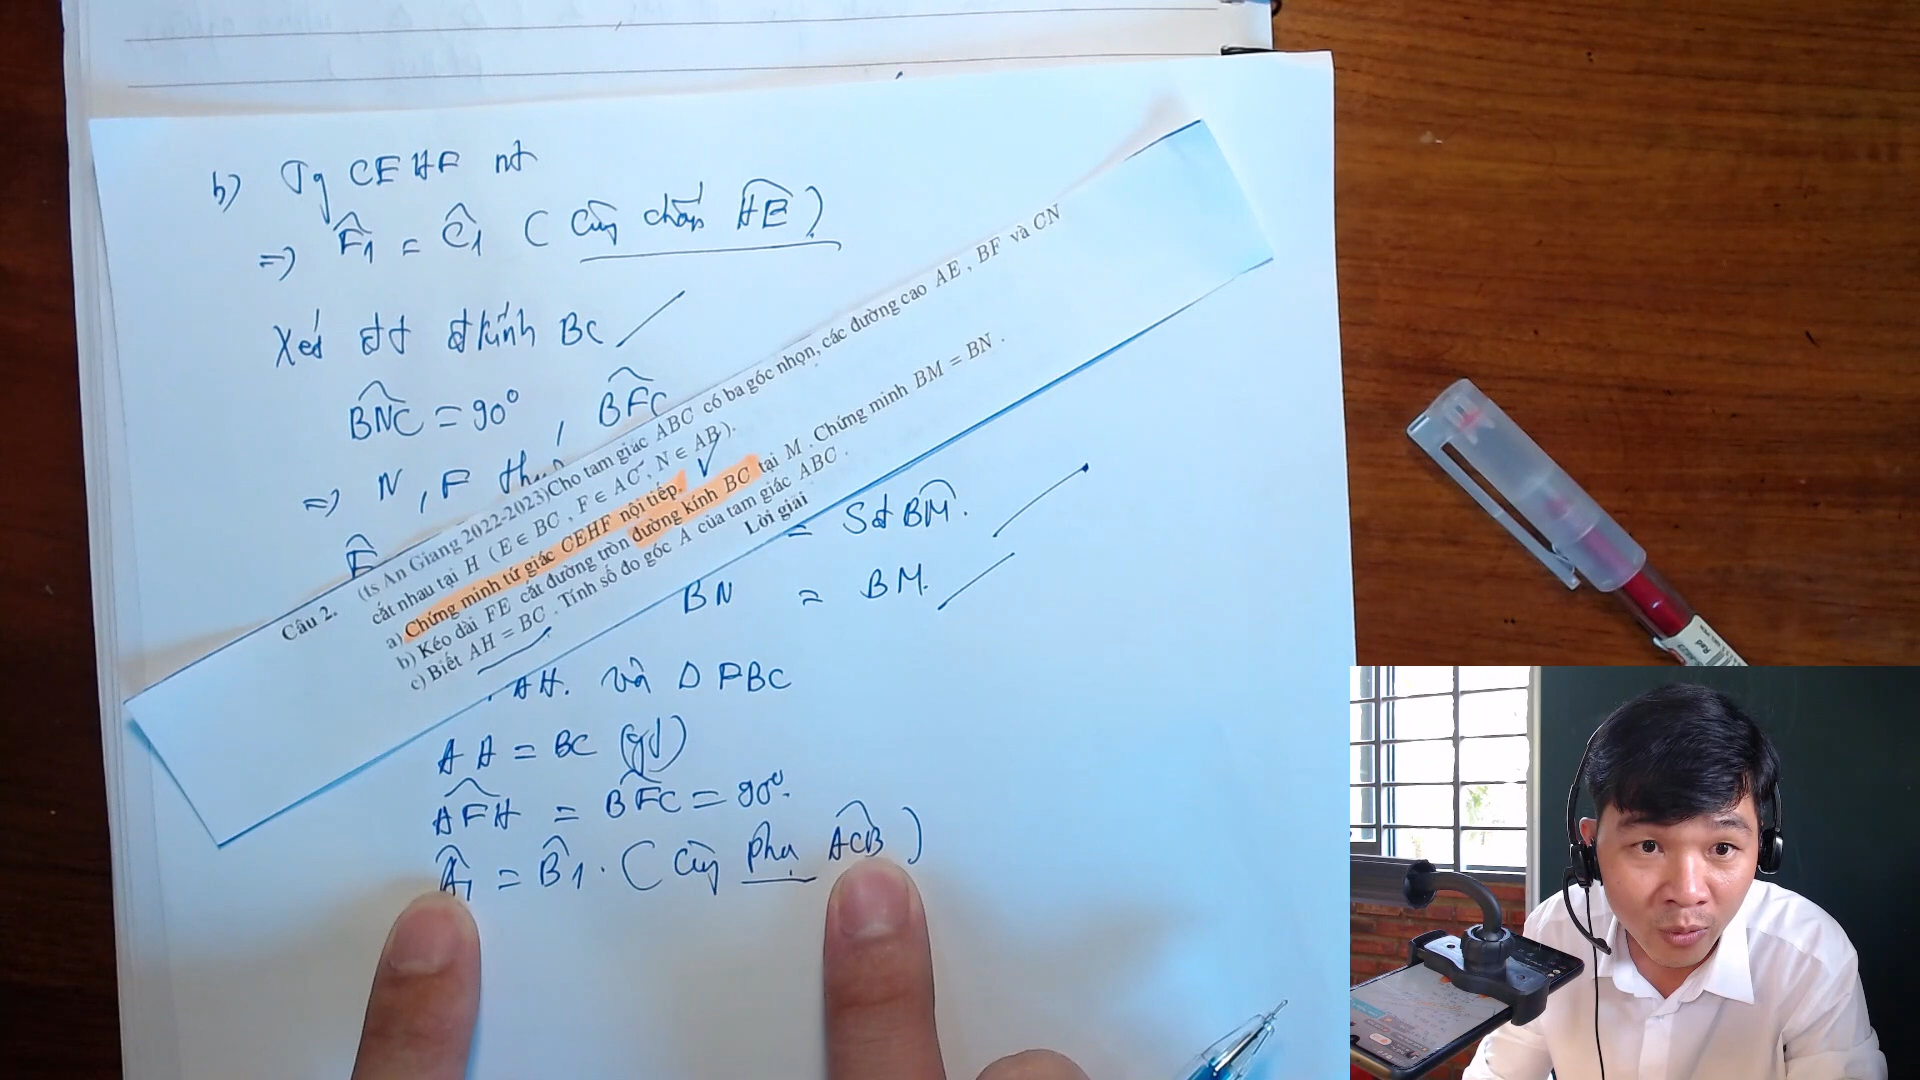 b) Tg CEHF nt
=> F̂1 = Ĉ1 ( Cùng chắn HE )
Xét đt đkính BC
BNC = 90° , BFC
=> N, F thu
F̂
Câu 2. (ts An Giang 2022-2023)Cho tam giác ABC có ba góc nhọn, các đường cao AE , BF và CN
cắt nhau tại H ( E ∈ BC , F ∈ AC , N ∈ AB ).
a) Chứng minh tứ giác CEHF nội tiếp.
b) Kéo dài FE cắt đường tròn đường kính BC tại M . Chứng minh BM = BN .
c) Biết AH = BC . Tính số đo góc A của tam giác ABC .
Lời giải
= Sđ BM.
BN = BM.
AH. và Δ FBC
AH = BC (gt)
AFH = BFC = 90°.
Â1 = B̂1. ( Cùng phụ ACB )